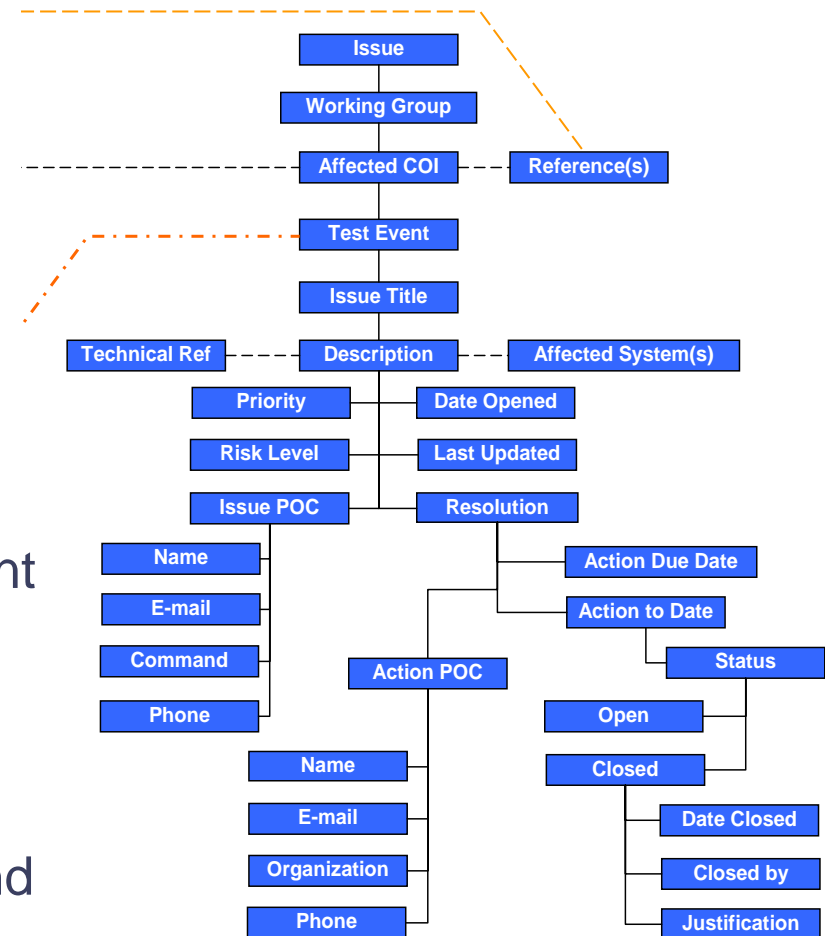 Issue
Working Group
Affected COI
Reference(s)
Test Event
Issue Title
Technical Ref
Description
Affected System(s)
Priority
Date Opened
Risk Level
Last Updated
Issue POC
Resolution
Name
E-mail
Command
Phone
Action Due Date
Action to Date
Status
Open
Closed
Date Closed
Closed by
Justification
Action POC
Name
E-mail
Organization
Phone
nt
nd